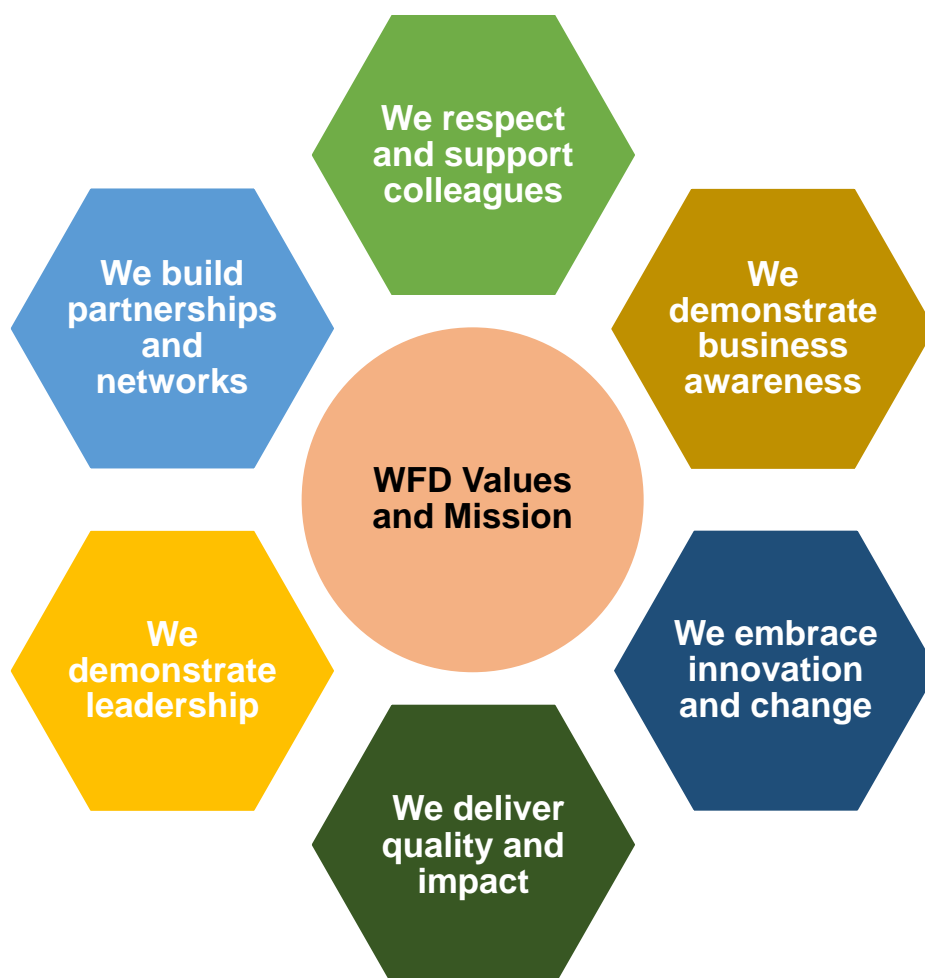 We respect
and support
colleagues
We build
partnerships
and
networks
We
demonstrate
business
awareness
WFD Values
and Mission
We
demonstrate
leadership
We embrace
innovation
and change
We deliver
quality and
impact